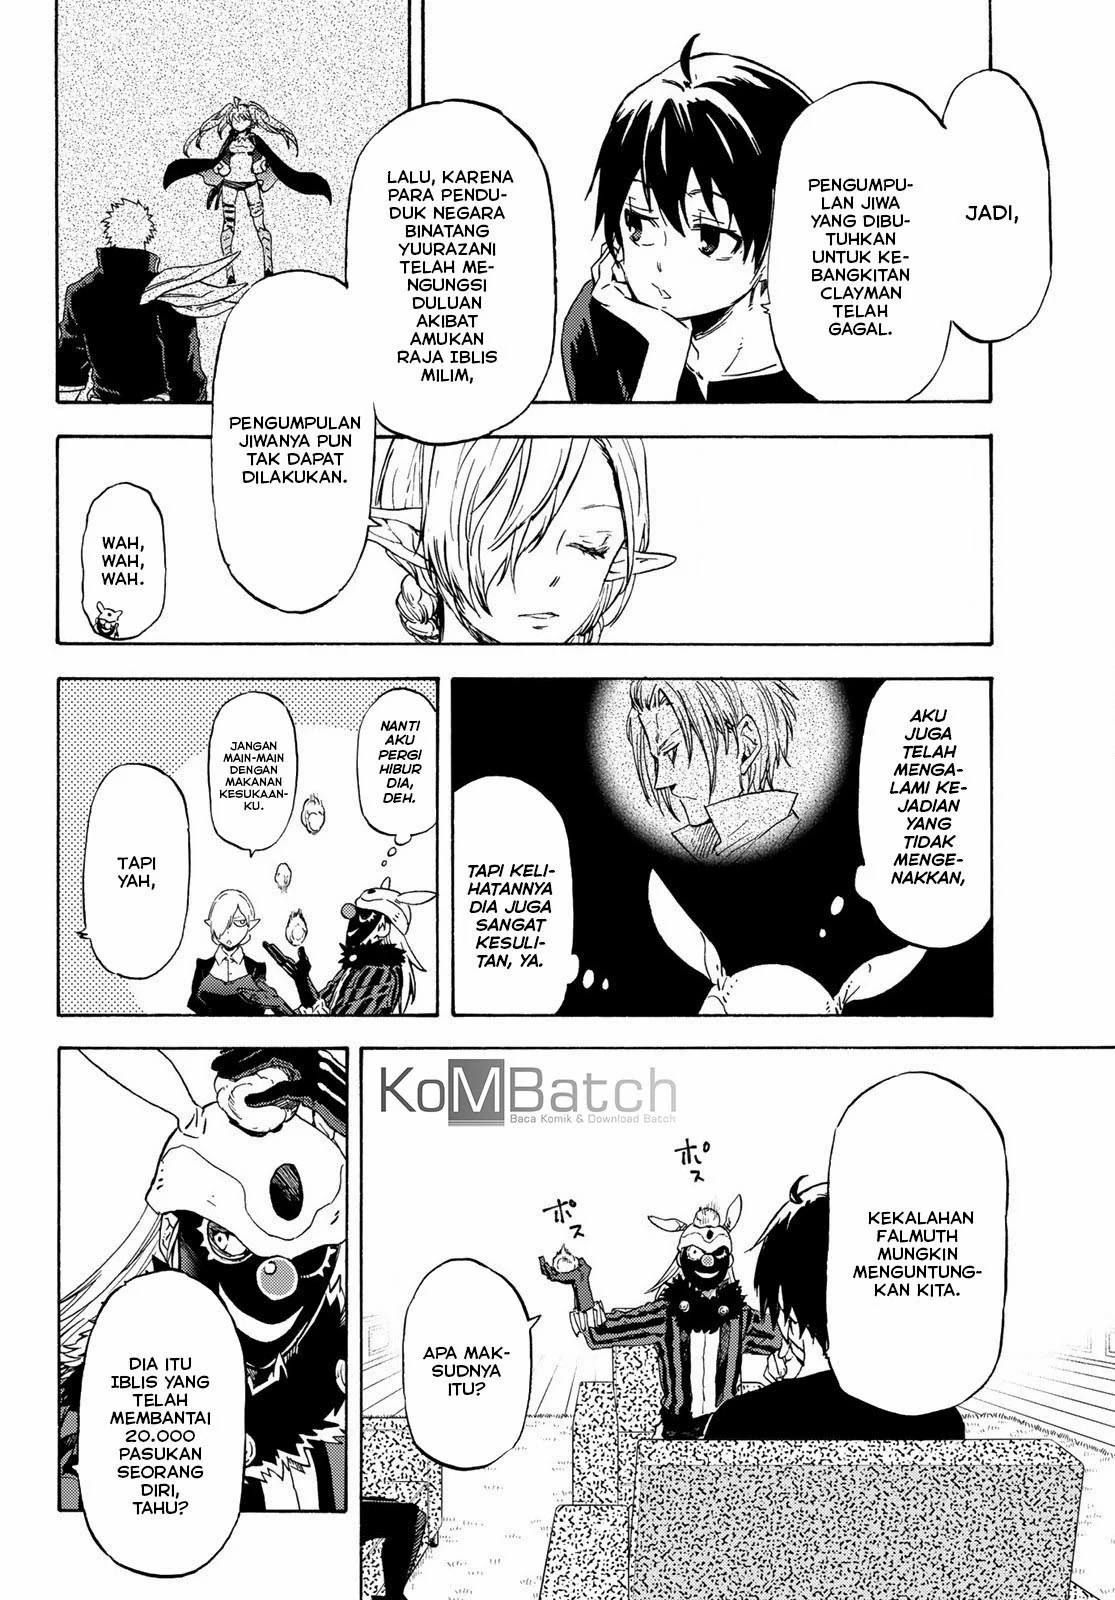 JADI,
PENGUMPU-
LAN JIWA
YANG DIBU-
TUHKAN
UNTUK KE-
BANGKITAN
CLAYMAN
TELAH
GAGAL.
LALU, KARENA
PARA PENDU-
DUK NEGARA
BINATANG
YUURAZANI
TELAH ME-
NGUNGSI
DULUAN
AKIBAT
AMUKAN
RAJA IBLIS
MILIM,
PENGUMPULAN
JIWANYA PUN
TAK DAPAT
DILAKUKAN.
WAH,
WAH,
WAH.
AKU
JUGA
TELAH
MENGA-
LAMI KE-
JADIAN
YANG
TIDAK
MENGE-
NAKKAN,
TAPI KELI-
HATANNYA
DIA JUGA
SANGAT
KESULI-
TAN, YA.
NANTI
AKU
PERGI
HIBUR
DIA,
DEH.
JANGAN
MAIN-MAIN
DENGAN
MAKANAN
KESUKAAN-
KU.
TAPI
YAH,
KoMBatch
Baca Komik & Download Batch
KEKALAHAN
FALMUTH
MUNGKIN
MENGUNTUNG-
KAN KITA.
ポス
ポス
APA MAK-
SUDNYA
ITU?
DIA ITU
IBLIS YANG
TELAH
MEMBANTAI
20.000
PASUKAN
SEORANG
DIRI,
TAHU?